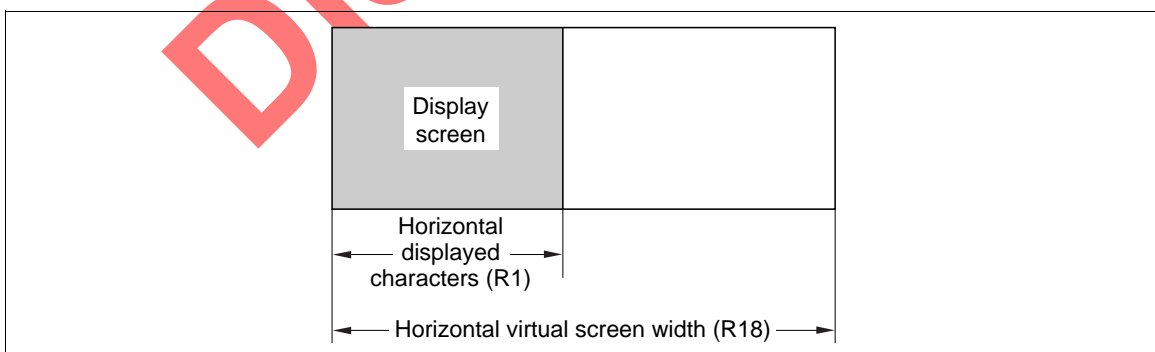 Display
screen
Horizontal
displayed
characters (R1)
Horizontal virtual screen width (R18)